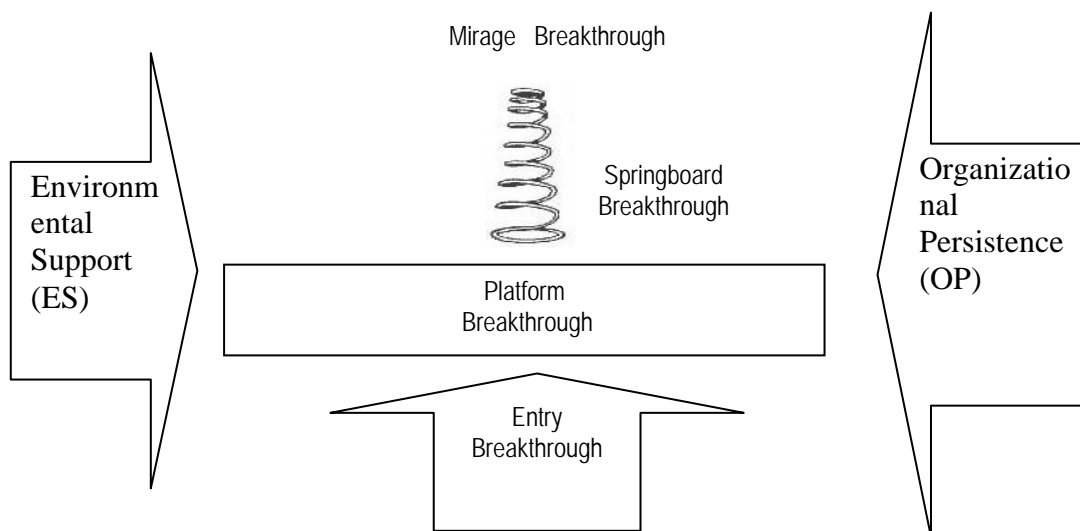 Mirage Breakthrough
Environm
ental
Support
(ES)
Springboard
Breakthrough
Organizatio
nal
Persistence
(OP)
Platform
Breakthrough
Entry
Breakthrough